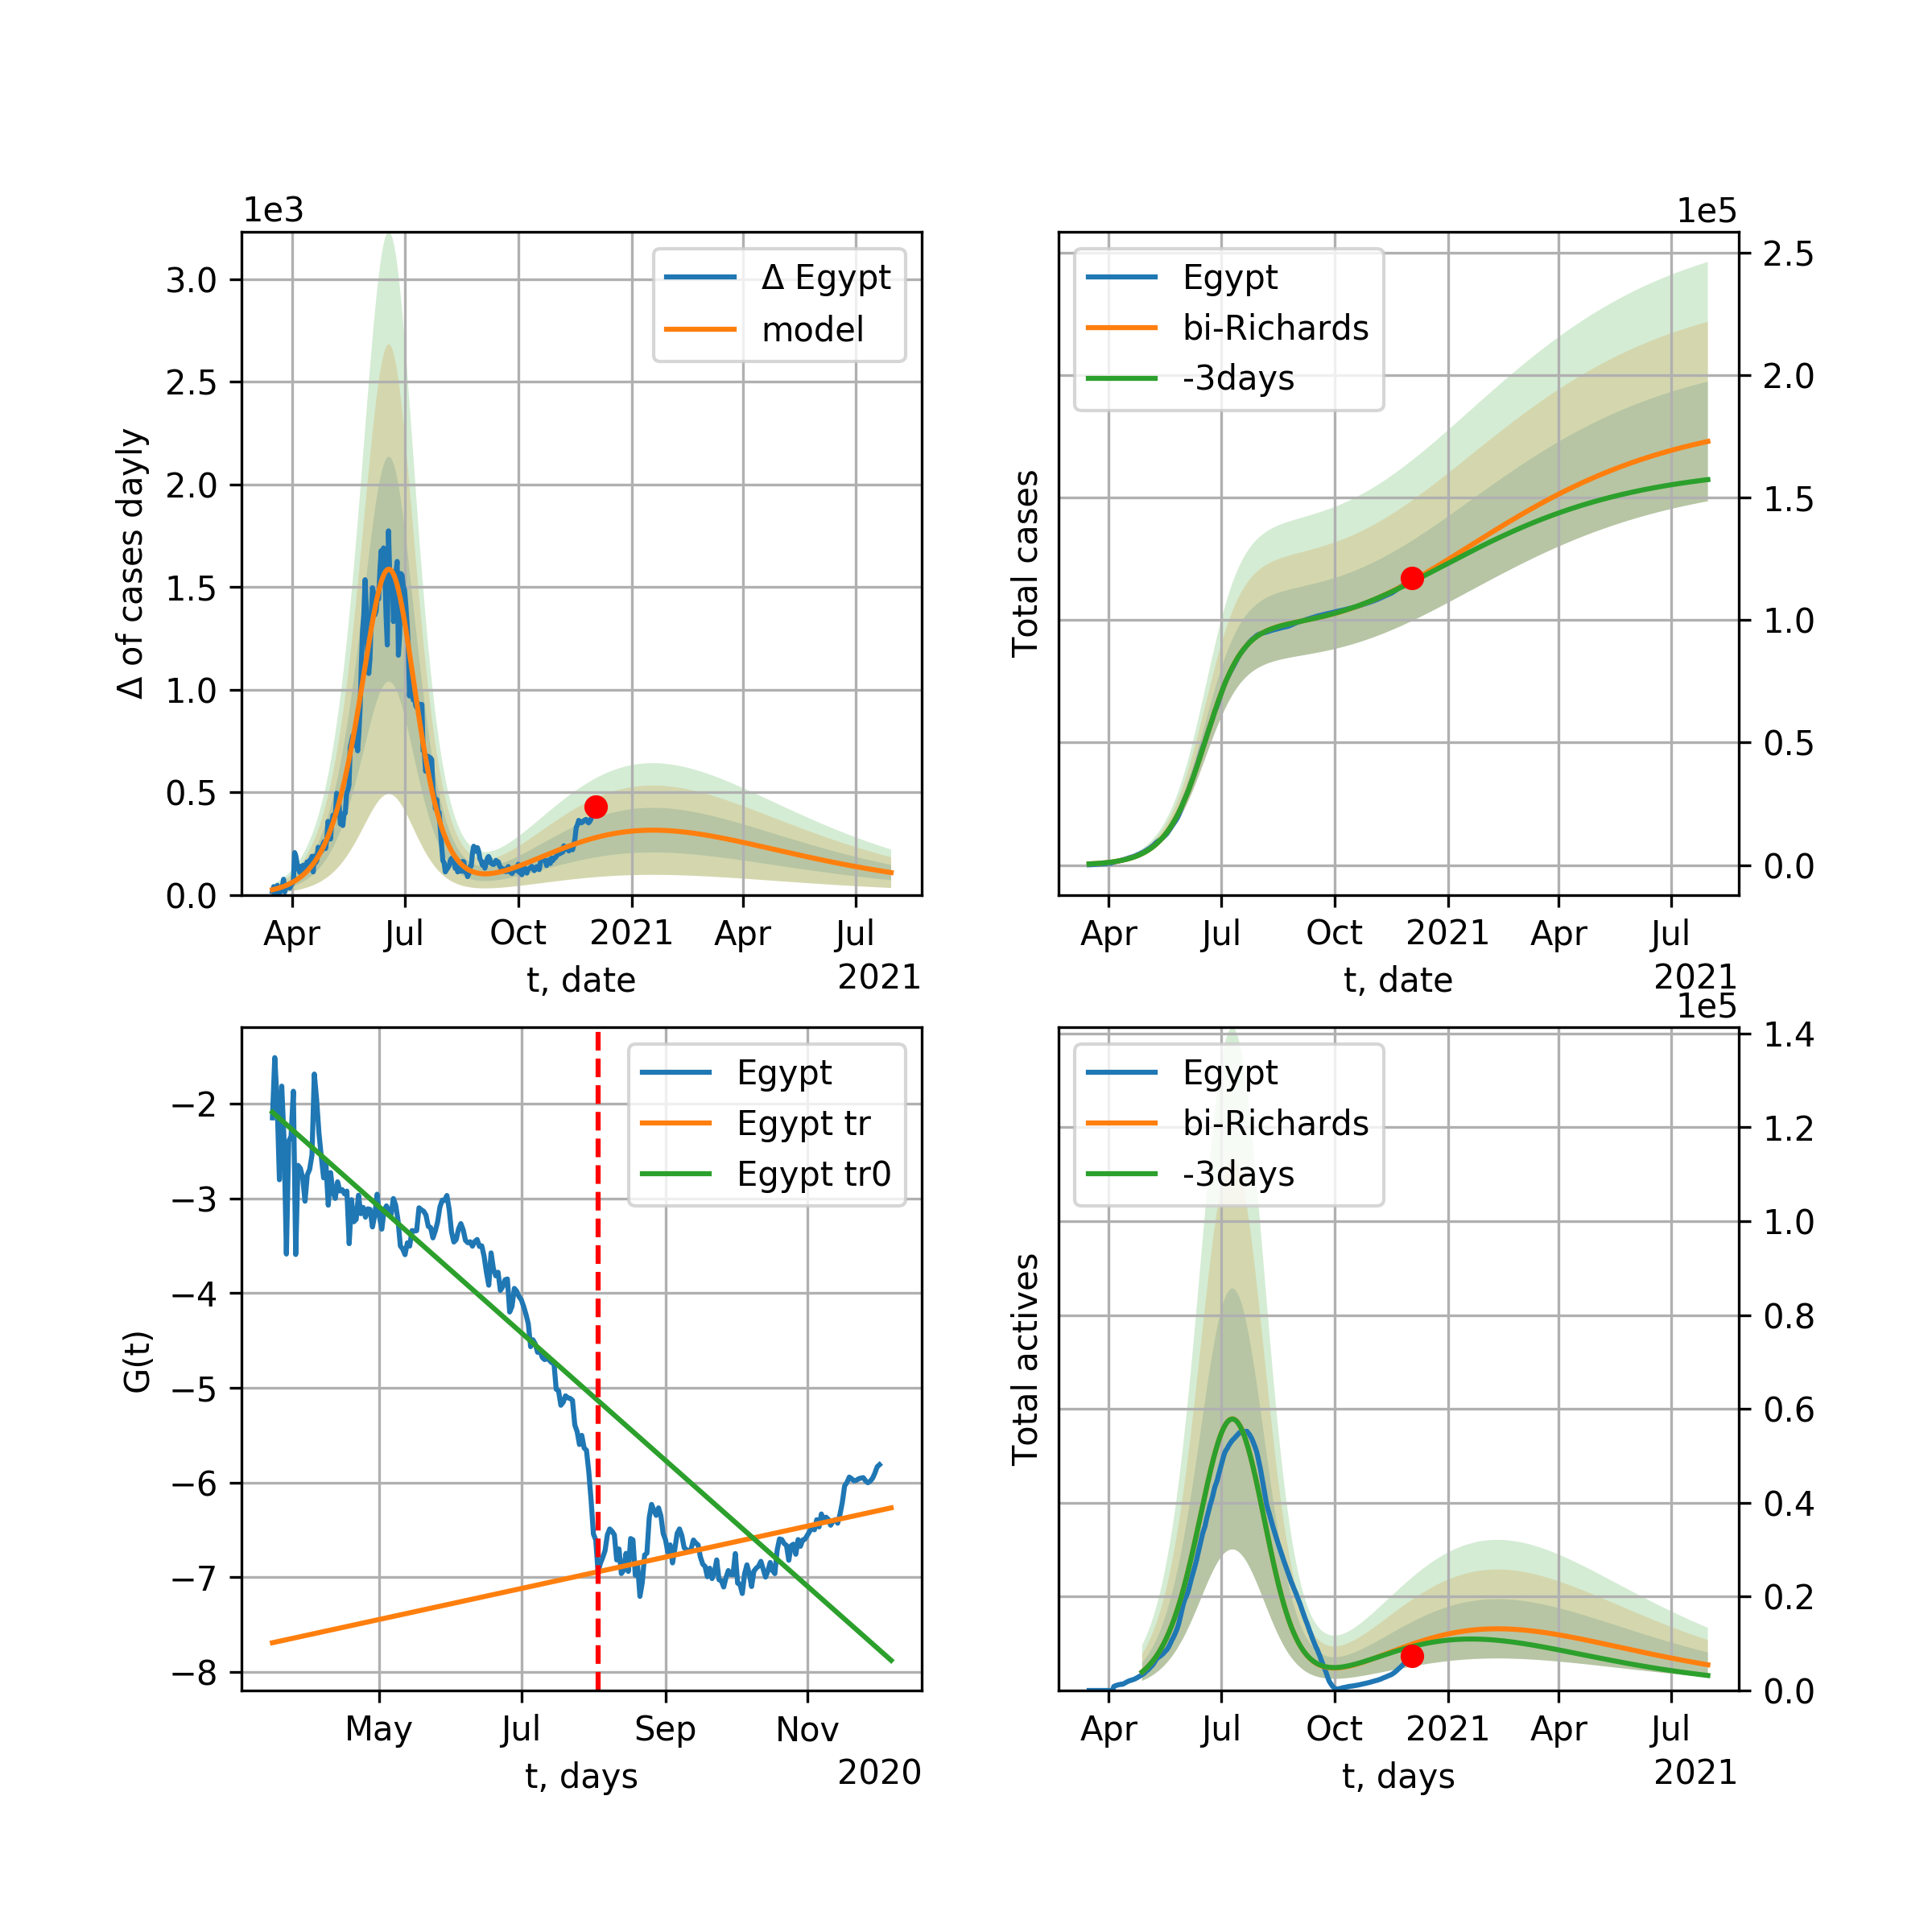 1e3
Δ of cases dayly
3.0
2.5
2.0
1.5
1.0
0.5
0.0
Δ Egypt
model
Apr Jul Oct 2021 Apr Jul
t, date
2021
1e5
Total cases
Egypt
bi-Richards
-3days
2.5
2.0
1.5
1.0
0.5
0.0
Apr Jul Oct 2021 Apr Jul
t, date
2021
G(t)
−2
−3
−4
−5
−6
−7
−8
Egypt
Egypt tr
Egypt tr0
May Jul Sep Nov
t, days
2020
1e5
Total actives
Egypt
bi-Richards
-3days
1.4
1.2
1.0
0.8
0.6
0.4
0.2
0.0
Apr Jul Oct 2021 Apr Jul
t, days
2021